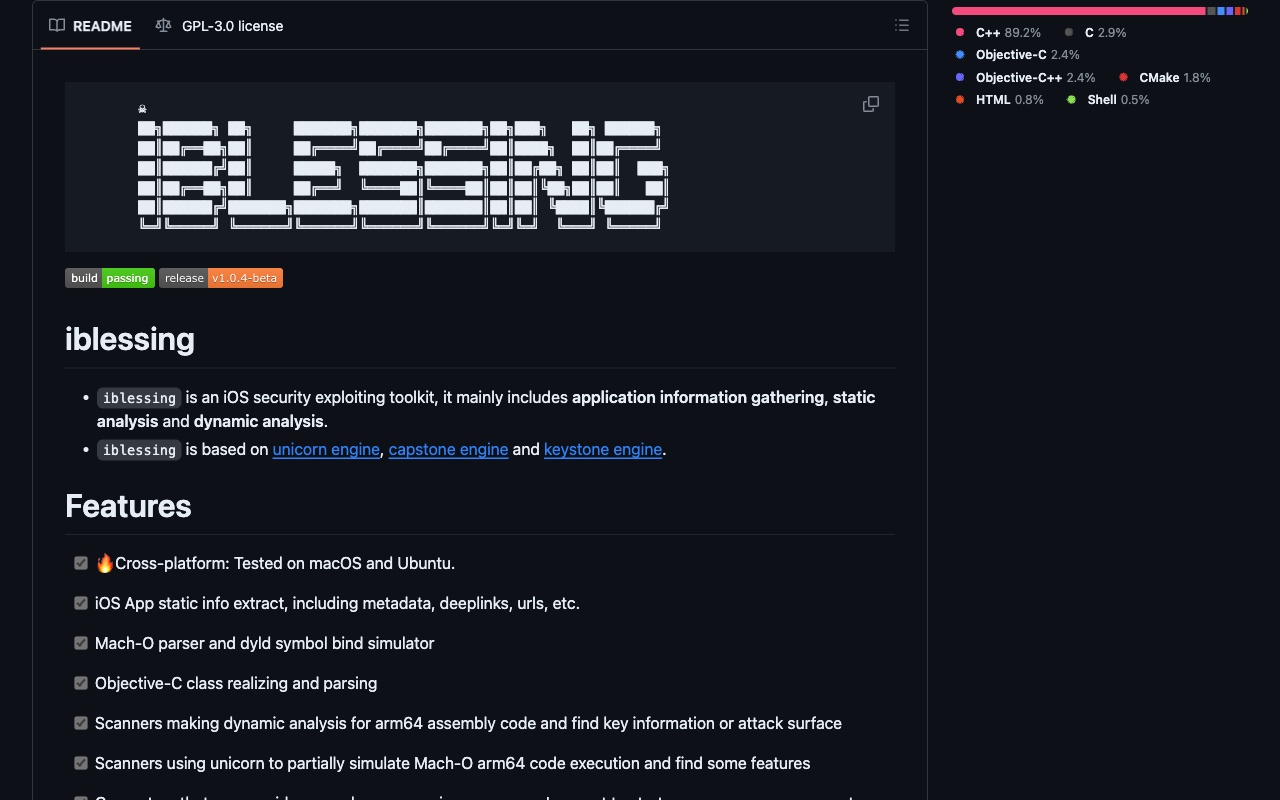 README GPL-3.0 license
C++ 89.2% C 2.9%
Objective-C 2.4%
Objective-C++ 2.4% CMake 1.8%
HTML 0.8% Shell 0.5%
☠️
IBLESSING
build passing release v1.0.4-beta
iblessing
• iblessing is an iOS security exploiting toolkit, it mainly includes application information gathering, static
analysis and dynamic analysis.
• iblessing is based on unicorn engine, capstone engine and keystone engine.
Features
🔥Cross-platform: Tested on macOS and Ubuntu.
iOS App static info extract, including metadata, deeplinks, urls, etc.
Mach-O parser and dyld symbol bind simulator
Objective-C class realizing and parsing
Scanners making dynamic analysis for arm64 assembly code and find key information or attack surface
Scanners using unicorn to partially simulate Mach-O arm64 code execution and find some features